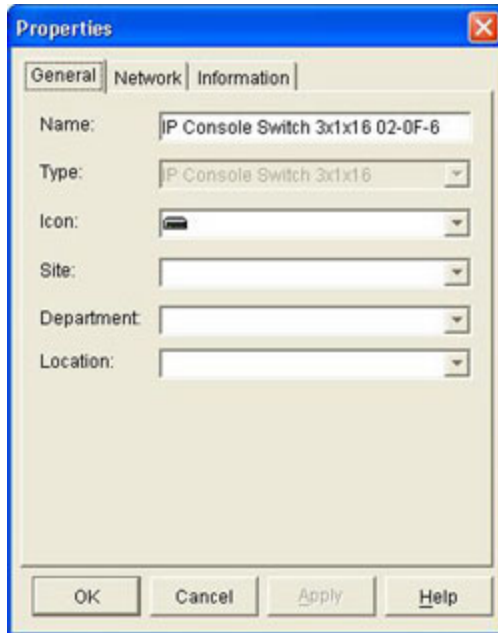 Properties
General Network Information
Name: IP Console Switch 3x1x16 02-0F-6
Type: IP Console Switch 3x1x16
Icon:
Site:
Department:
Location:
OK Cancel Apply Help